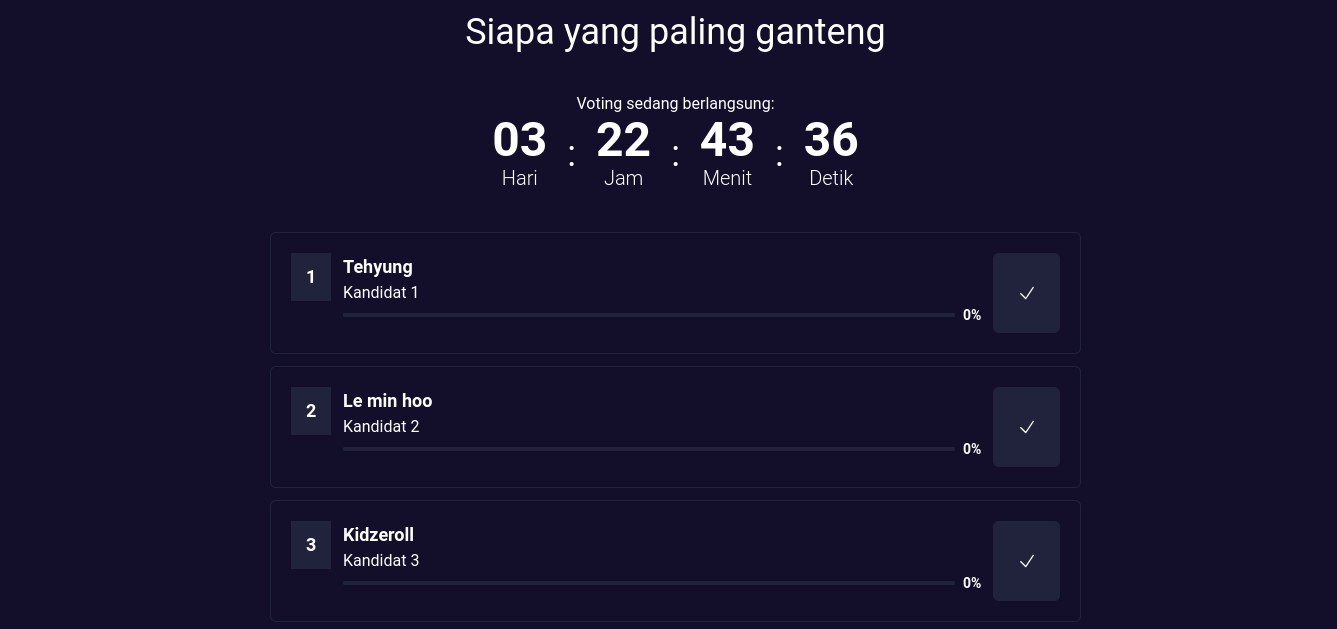 Siapa yang paling ganteng
Voting sedang berlangsung:
03 : 22 : 43 : 36
Hari Jam Menit Detik
1 Tehyung
Kandidat 1
0%
2 Le min hoo
Kandidat 2
0%
3 Kidzeroll
Kandidat 3
0%